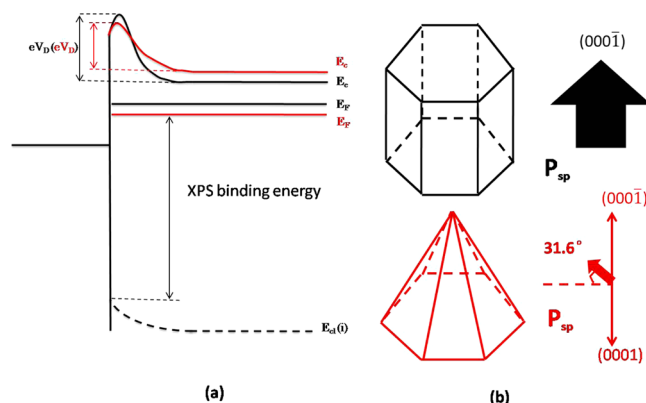 eV_D(eV_D)
E_c
E_c
E_F
E_F
XPS binding energy
E_cl(i)
(a)
(0001̄)
P_sp
(0001̄)
31.6°
P_sp
(0001)
(b)